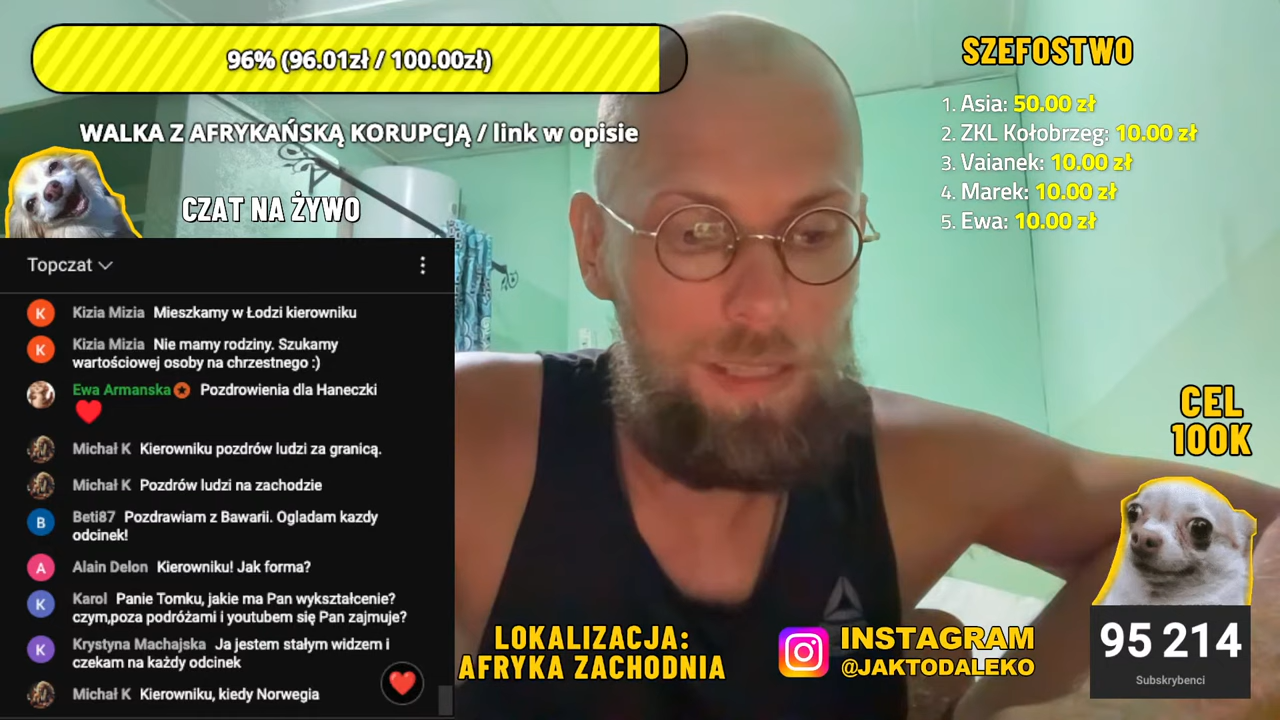 96% (96.01zł / 100.00zł)
WALKA Z AFRYKAŃSKĄ KORUPCJĄ / link w opisie
CZAT NA ŻYWO
Topczat
Kizia Mizia Mieszkamy w Łodzi kierowniku
Kizia Mizia Nie mamy rodziny. Szukamy
wartościowej osoby na chrzestnego :)
Ewa Armanska Pozdrowienia dla Haneczki
❤️
Michał K Kierowniku pozdrów ludzi za granicą.
Michał K Pozdrów ludzi na zachodzie
B Beti87 Pozdrawiam z Bawarii. Ogladam kazdy
odcinek!
A Alain Delon Kierowniku! Jak forma?
K Karol Panie Tomku, jakie ma Pan wykształcenie?
czym,poza podróżami i youtubem się Pan zajmuje?
K Krystyna Machajska Ja jestem stałym widzem i
czekam na każdy odcinek
Michał K Kierowniku, kiedy Norwegia
SZEFOSTWO
1. Asia: 50.00 zł
2. ZKL Kołobrzeg: 10.00 zł
3. Vaianek: 10.00 zł
4. Marek: 10.00 zł
5. Ewa: 10.00 zł
CEL
100K
95 214
Subskrybenci
LOKALIZACJA:
AFRYKA ZACHODNIA
INSTAGRAM
@JAKTODALEKO